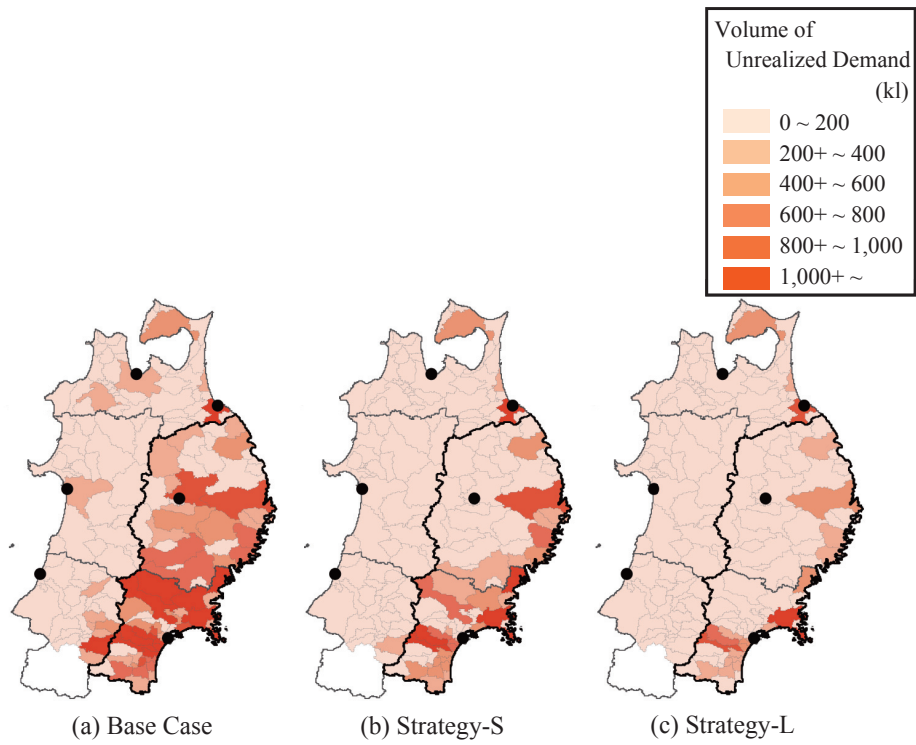 Volume of
Unrealized Demand
(kl)
0 ~ 200
200+ ~ 400
400+ ~ 600
600+ ~ 800
800+ ~ 1,000
1,000+ ~
(a) Base Case
(b) Strategy-S
(c) Strategy-L